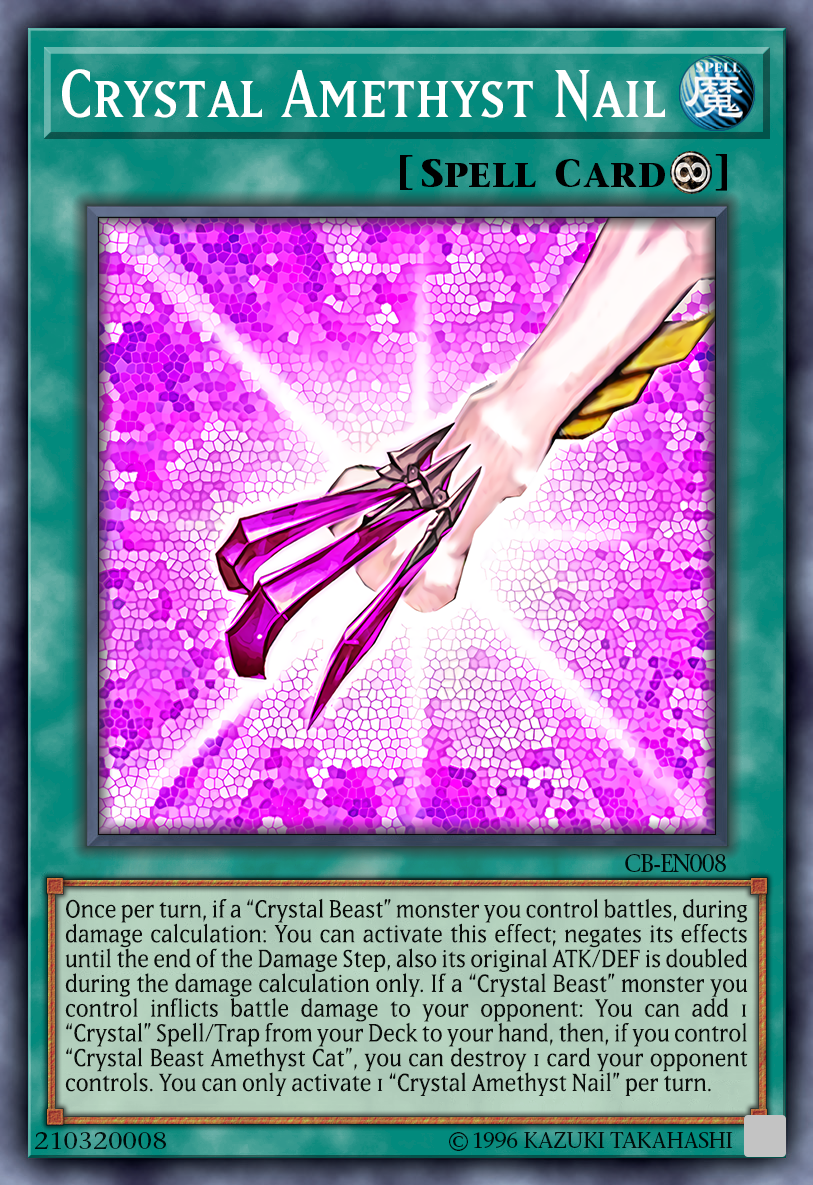 Crystal Amethyst Nail
SPELL
魔
[Spell Card]
CB-EN008
Once per turn, if a “Crystal Beast” monster you control battles, during
damage calculation: You can activate this effect; negates its effects
until the end of the Damage Step, also its original ATK/DEF is doubled
during the damage calculation only. If a “Crystal Beast” monster you
control inflicts battle damage to your opponent: You can add 1
“Crystal” Spell/Trap from your Deck to your hand, then, if you control
“Crystal Beast Amethyst Cat”, you can destroy 1 card your opponent
controls. You can only activate 1 “Crystal Amethyst Nail” per turn.
210320008
© 1996 KAZUKI TAKAHASHI